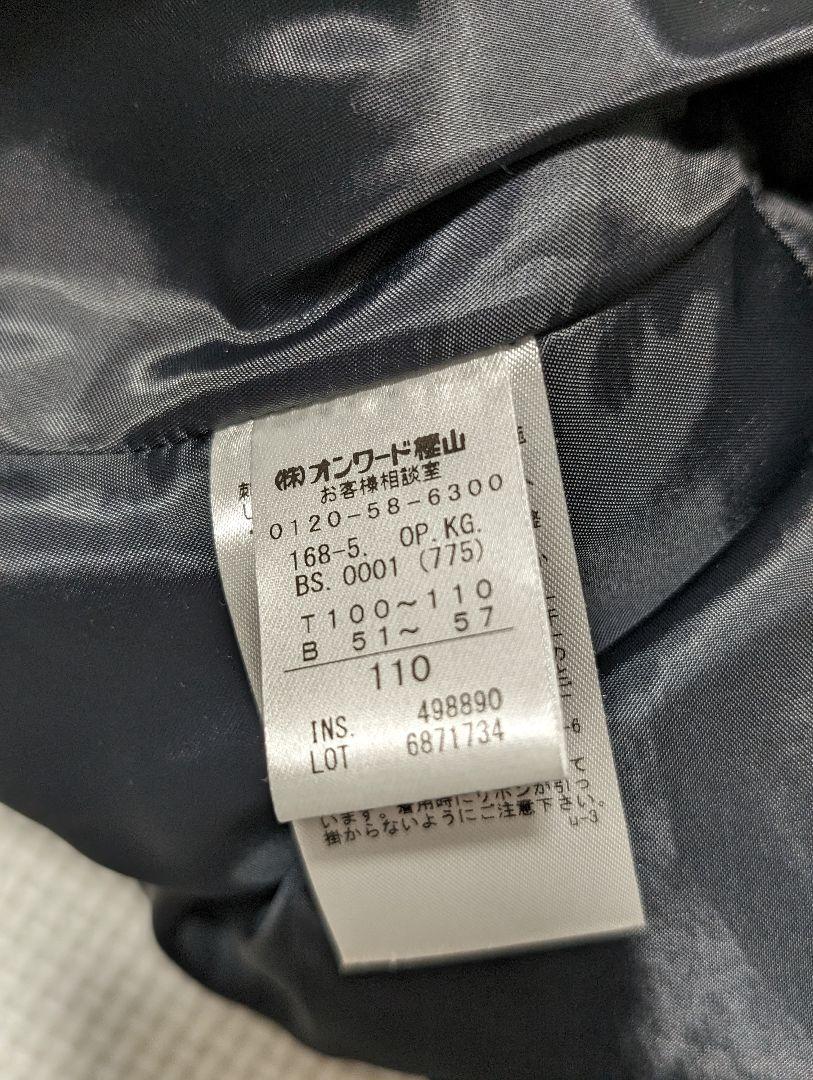 (株)オンワード樫山
お客様相談室
0120-58-6300
168-5. OP.KG.
BS.0001 (775)
T100〜110
B 51〜 57
110
INS. 498890
LOT 6871734
-6
て
います。着用時にリボンが引っ
掛からないようにご注意下さい。
u-3